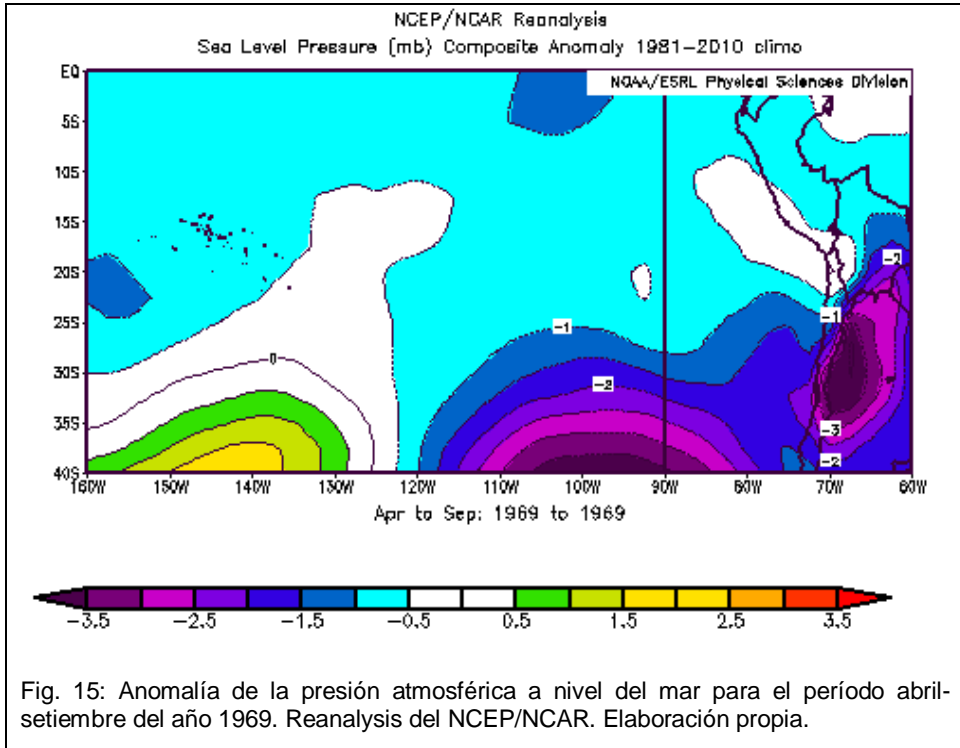 NCEP/NCAR Reanalysis
Sea Level Pressure (mb) Composite Anomaly 1981-2010 climo
NOAA/ESRL Physical Sciences Division
EQ
5S
10S
15S
20S
25S
30S
35S
40S
-2
-1
-1
0
-2
-3
-2
160W 150W 140W 130W 120W 110W 100W 90W 80W 70W 60W
Apr to Sep: 1969 to 1969
-3.5 -2.5 -1.5 -0.5 0.5 1.5 2.5 3.5
Fig. 15: Anomalía de la presión atmosférica a nivel del mar para el período abril-
setiembre del año 1969. Reanalysis del NCEP/NCAR. Elaboración propia.